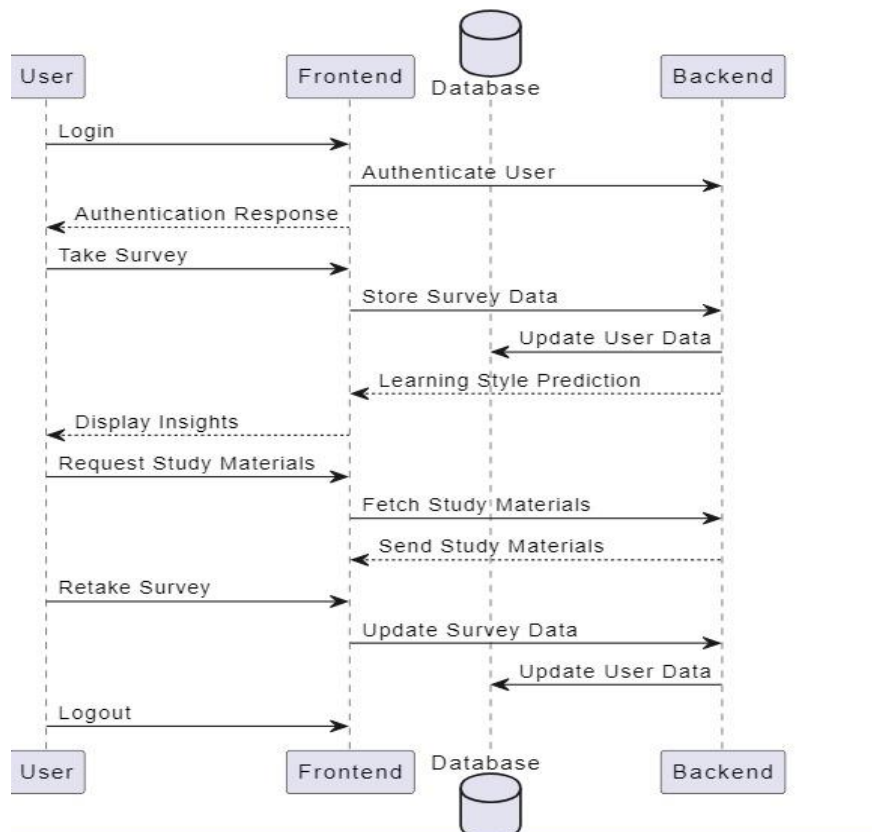 User
Frontend
Database
Backend
Login
Authenticate User
Authentication Response
Take Survey
Store Survey Data
Update User Data
Learning Style Prediction
Display Insights
Request Study Materials
Fetch Study Materials
Send Study Materials
Retake Survey
Update Survey Data
Update User Data
Logout
User
Frontend
Database
Backend